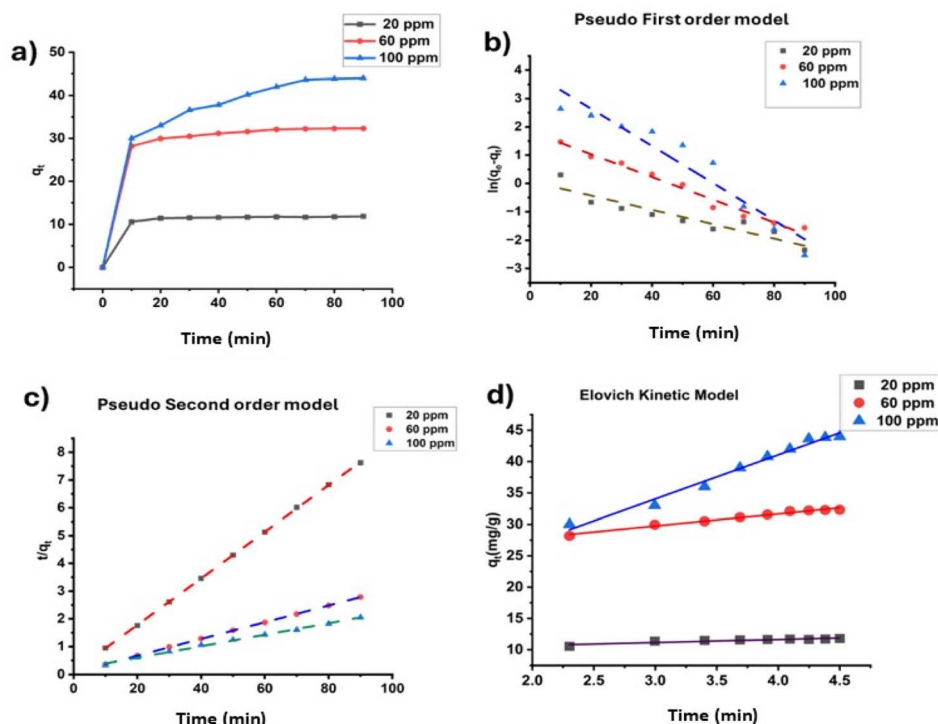 a)
20 ppm
60 ppm
100 ppm
50
40
30
20
10
0
qt
0 20 40 60 80 100
Time (min)
Pseudo First order model
b)
20 ppm
60 ppm
100 ppm
4
3
2
1
0
−1
−2
−3
ln(qe-qt)
20 40 60 80 100
Time (min)
c)
Pseudo Second order model
20 ppm
60 ppm
100 ppm
8
7
6
5
4
3
2
1
0
t/qt
0 20 40 60 80 100
Time (min)
d)
Elovich Kinetic Model
20 ppm
60 ppm
100 ppm
45
40
35
30
25
20
15
10
qt(mg/g)
2.0 2.5 3.0 3.5 4.0 4.5
Time (min)